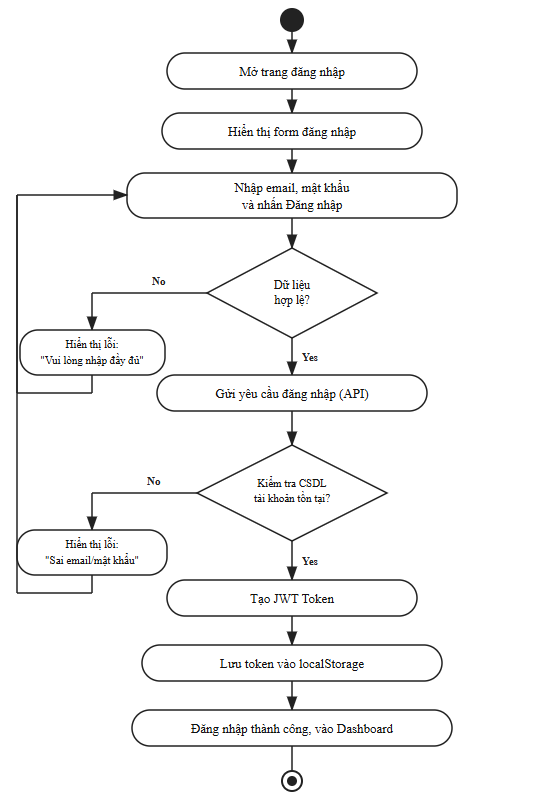 Mở trang đăng nhập
Hiển thị form đăng nhập
Nhập email, mật khẩu
và nhấn Đăng nhập
Dữ liệu
hợp lệ?
No
Hiển thị lỗi:
"Vui lòng nhập đầy đủ"
Yes
Gửi yêu cầu đăng nhập (API)
Kiểm tra CSDL
tài khoản tồn tại?
No
Hiển thị lỗi:
"Sai email/mật khẩu"
Yes
Tạo JWT Token
Lưu token vào localStorage
Đăng nhập thành công, vào Dashboard